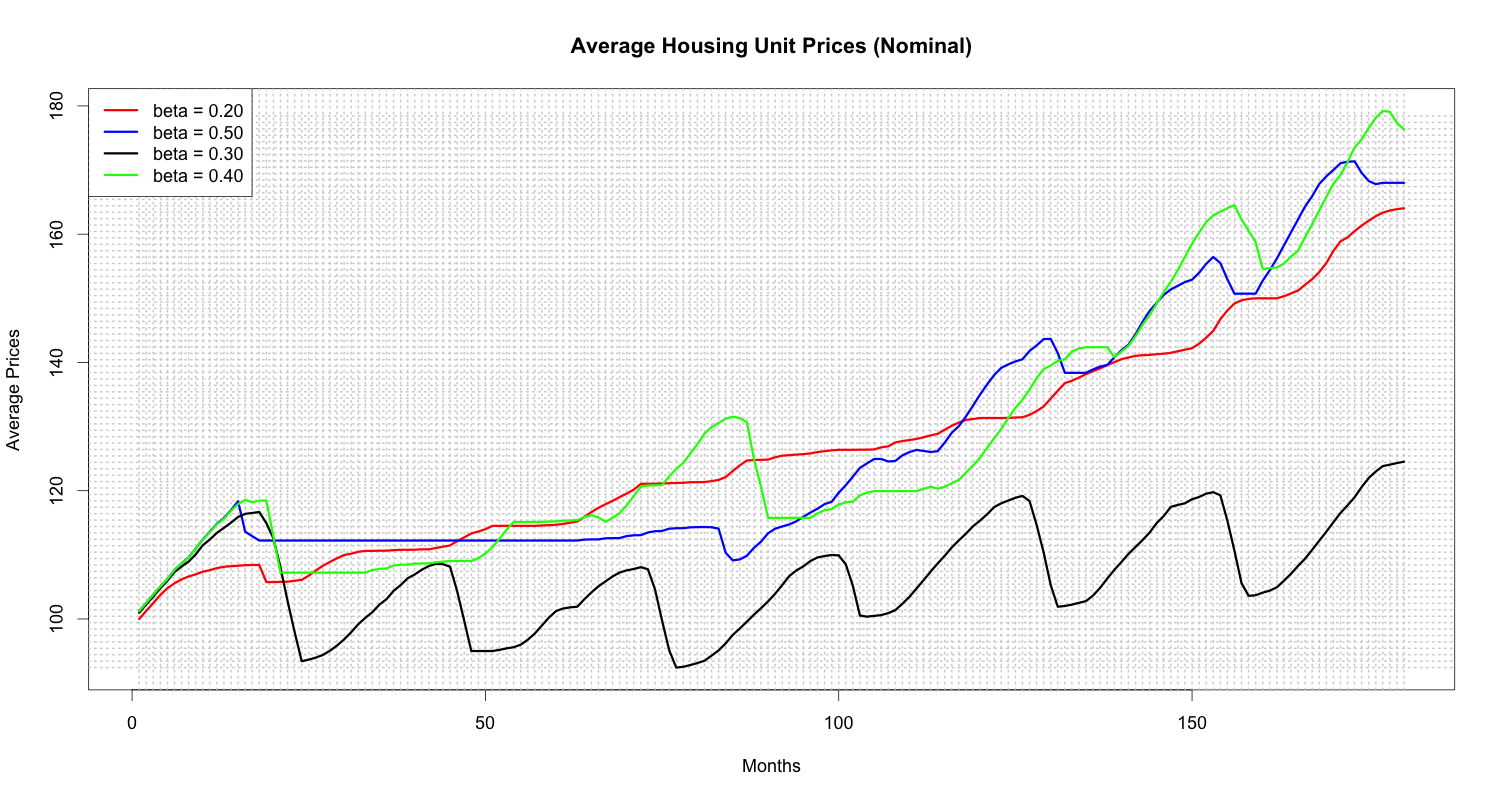 Average Housing Unit Prices (Nominal)
beta = 0.20
beta = 0.50
beta = 0.30
beta = 0.40
Average Prices
180
160
140
120
100
0 50 100 150
Months